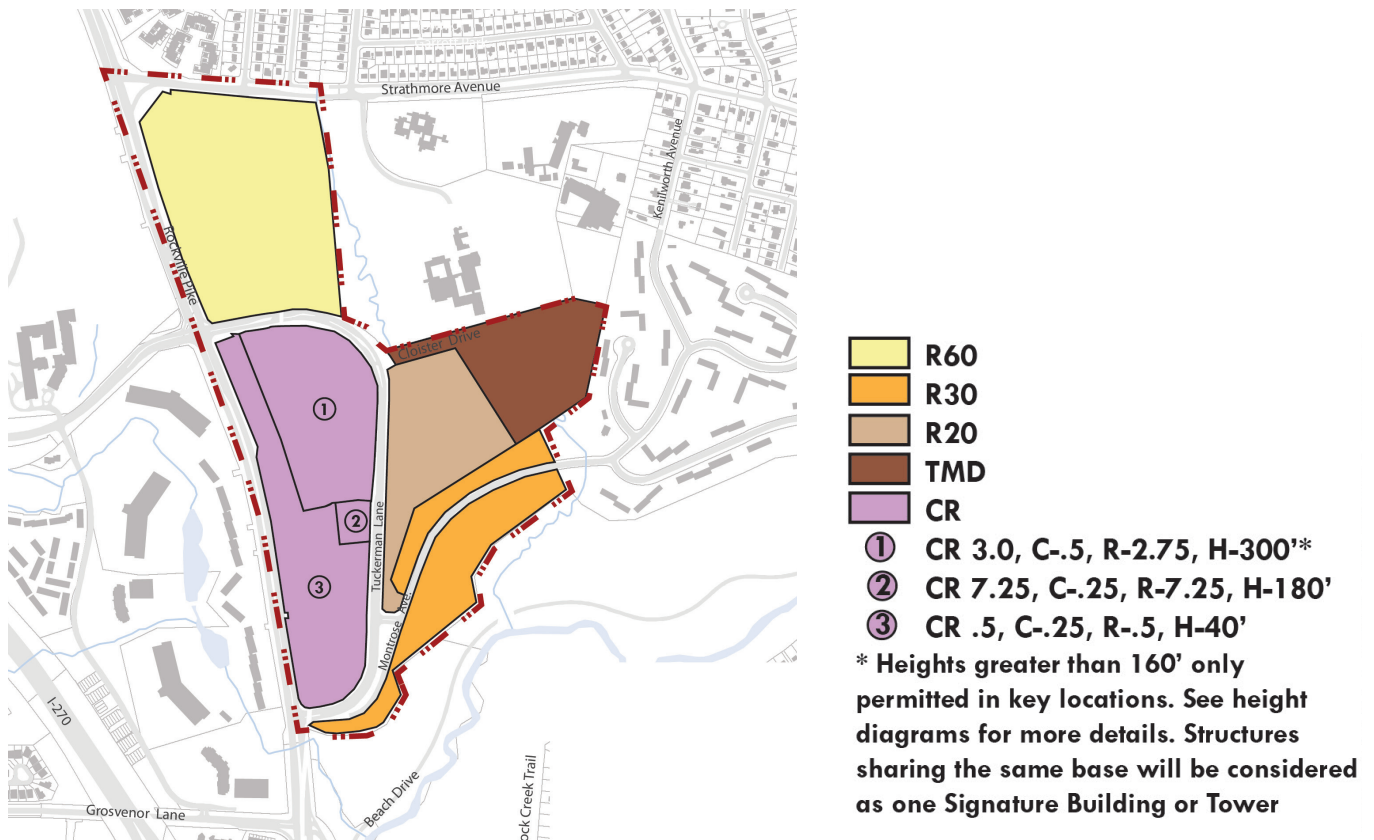 Strathmore Avenue
Kenilworth Avenue
Rockville Pike
Cloister Drive
Tuckerman Lane
Montrose Ave.
I-270
Grosvenor Lane
Beach Drive
ock Creek Trail
1
2
3
R60
R30
R20
TMD
CR
1 CR 3.0, C-.5, R-2.75, H-300'*
2 CR 7.25, C-.25, R-7.25, H-180'
3 CR .5, C-.25, R-.5, H-40'
* Heights greater than 160' only
permitted in key locations. See height
diagrams for more details. Structures
sharing the same base will be considered
as one Signature Building or Tower